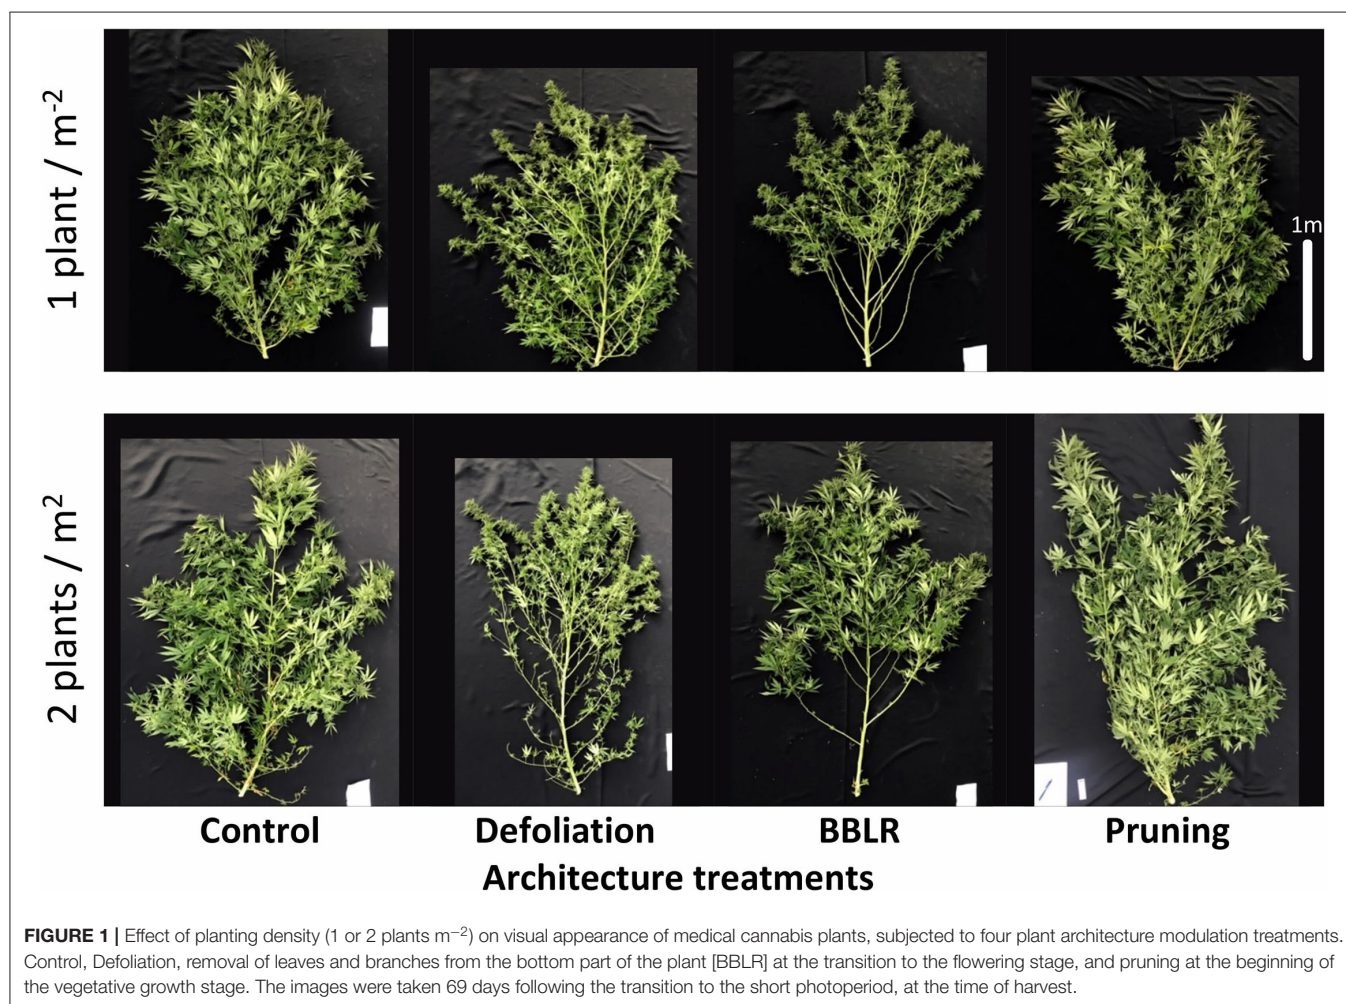 1 plant / m⁻²
1m
2 plants / m²
Control Defoliation BBLR Pruning
Architecture treatments
FIGURE 1 | Effect of planting density (1 or 2 plants m⁻²) on visual appearance of medical cannabis plants, subjected to four plant architecture modulation treatments.
Control, Defoliation, removal of leaves and branches from the bottom part of the plant [BBLR] at the transition to the flowering stage, and pruning at the beginning of
the vegetative growth stage. The images were taken 69 days following the transition to the short photoperiod, at the time of harvest.